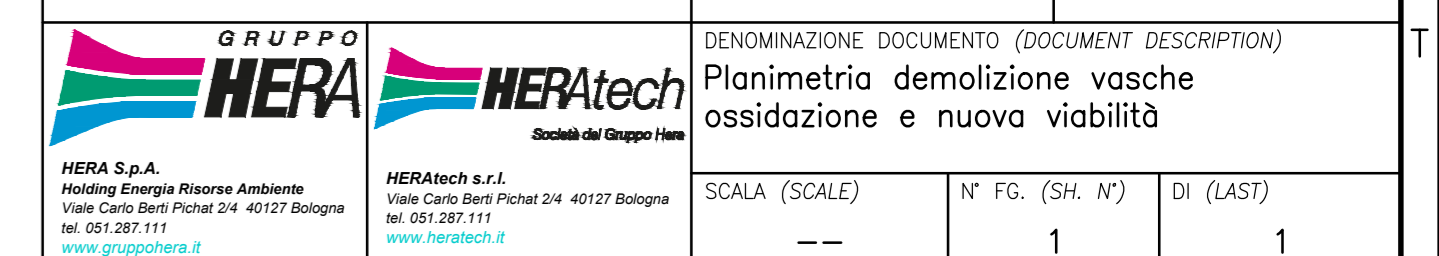 GRUPPO
HERA
HERA S.p.A.
Holding Energia Risorse Ambiente
Viale Carlo Berti Pichat 2/4 40127 Bologna
tel. 051.287.111
www.gruppohera.it
HERAtech
Società del Gruppo Hera
HERAtech s.r.l.
Viale Carlo Berti Pichat 2/4 40127 Bologna
tel. 051.287.111
www.heratech.it
DENOMINAZIONE DOCUMENTO (DOCUMENT DESCRIPTION)
Planimetria demolizione vasche
ossidazione e nuova viabilità
SCALA (SCALE)
--
N° FG. (SH. N°)
1
DI (LAST)
1
T